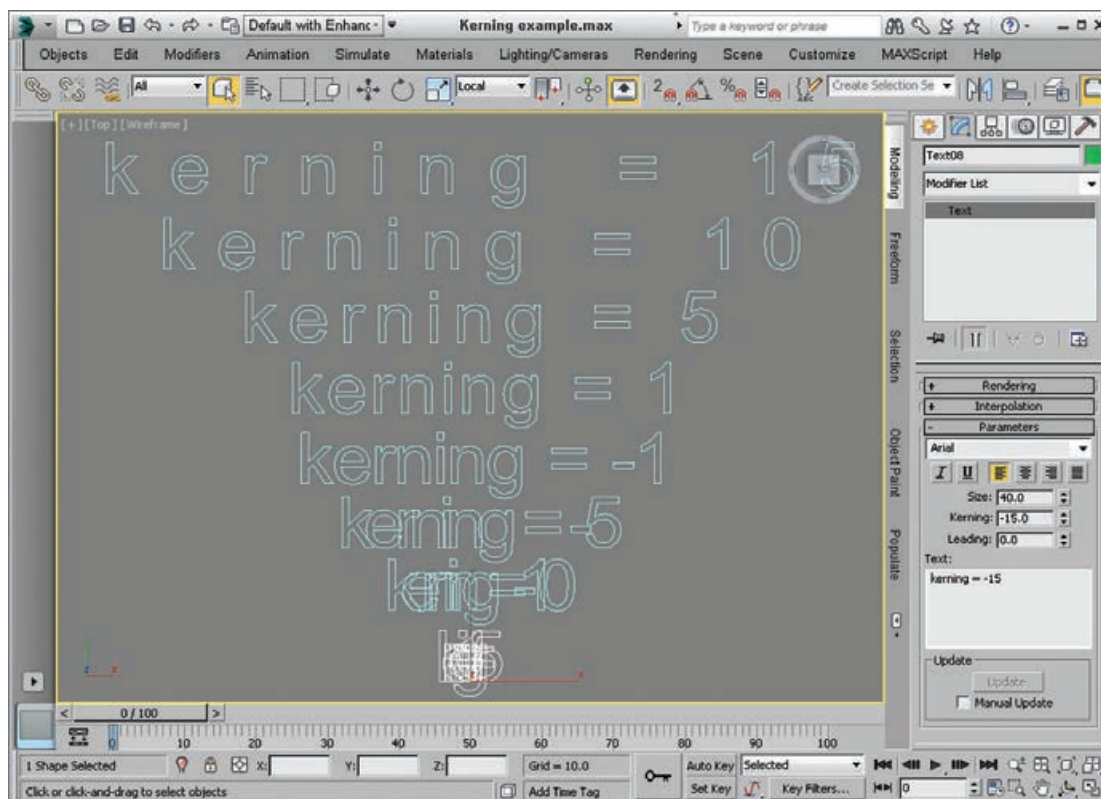 Default with Enhanc Kerning example.max Type a keyword or phrase
Objects Edit Modifiers Animation Simulate Materials Lighting/Cameras Rendering Scene Customize MAXScript Help
All Local Create Selection Se
[+][Top][Wireframe]
kerning = 15
kerning = 10
kerning = 5
kerning = 1
kerning = -1
kerning = -5
kerning = -10
Modelling
Freeform
Selection
Object Paint
Populate
Text08
Modifier List
Text
+ Rendering
+ Interpolation
- Parameters
Arial
I U
Size: 40.0
Kerning: -15.0
Leading: 0.0
Text:
kerning = -15
Update
Update
Manual Update
z x x
< 0 / 100 >
0 10 20 30 40 50 60 70 80 90 100
1 Shape Selected X: Y: Z: Grid = 10.0 Auto Key Selected
Click or click-and-drag to select objects Add Time Tag Set Key Key Filters... 0